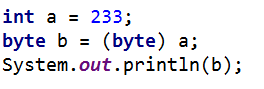 int a = 233;
byte b = (byte) a;
System.out.println(b);